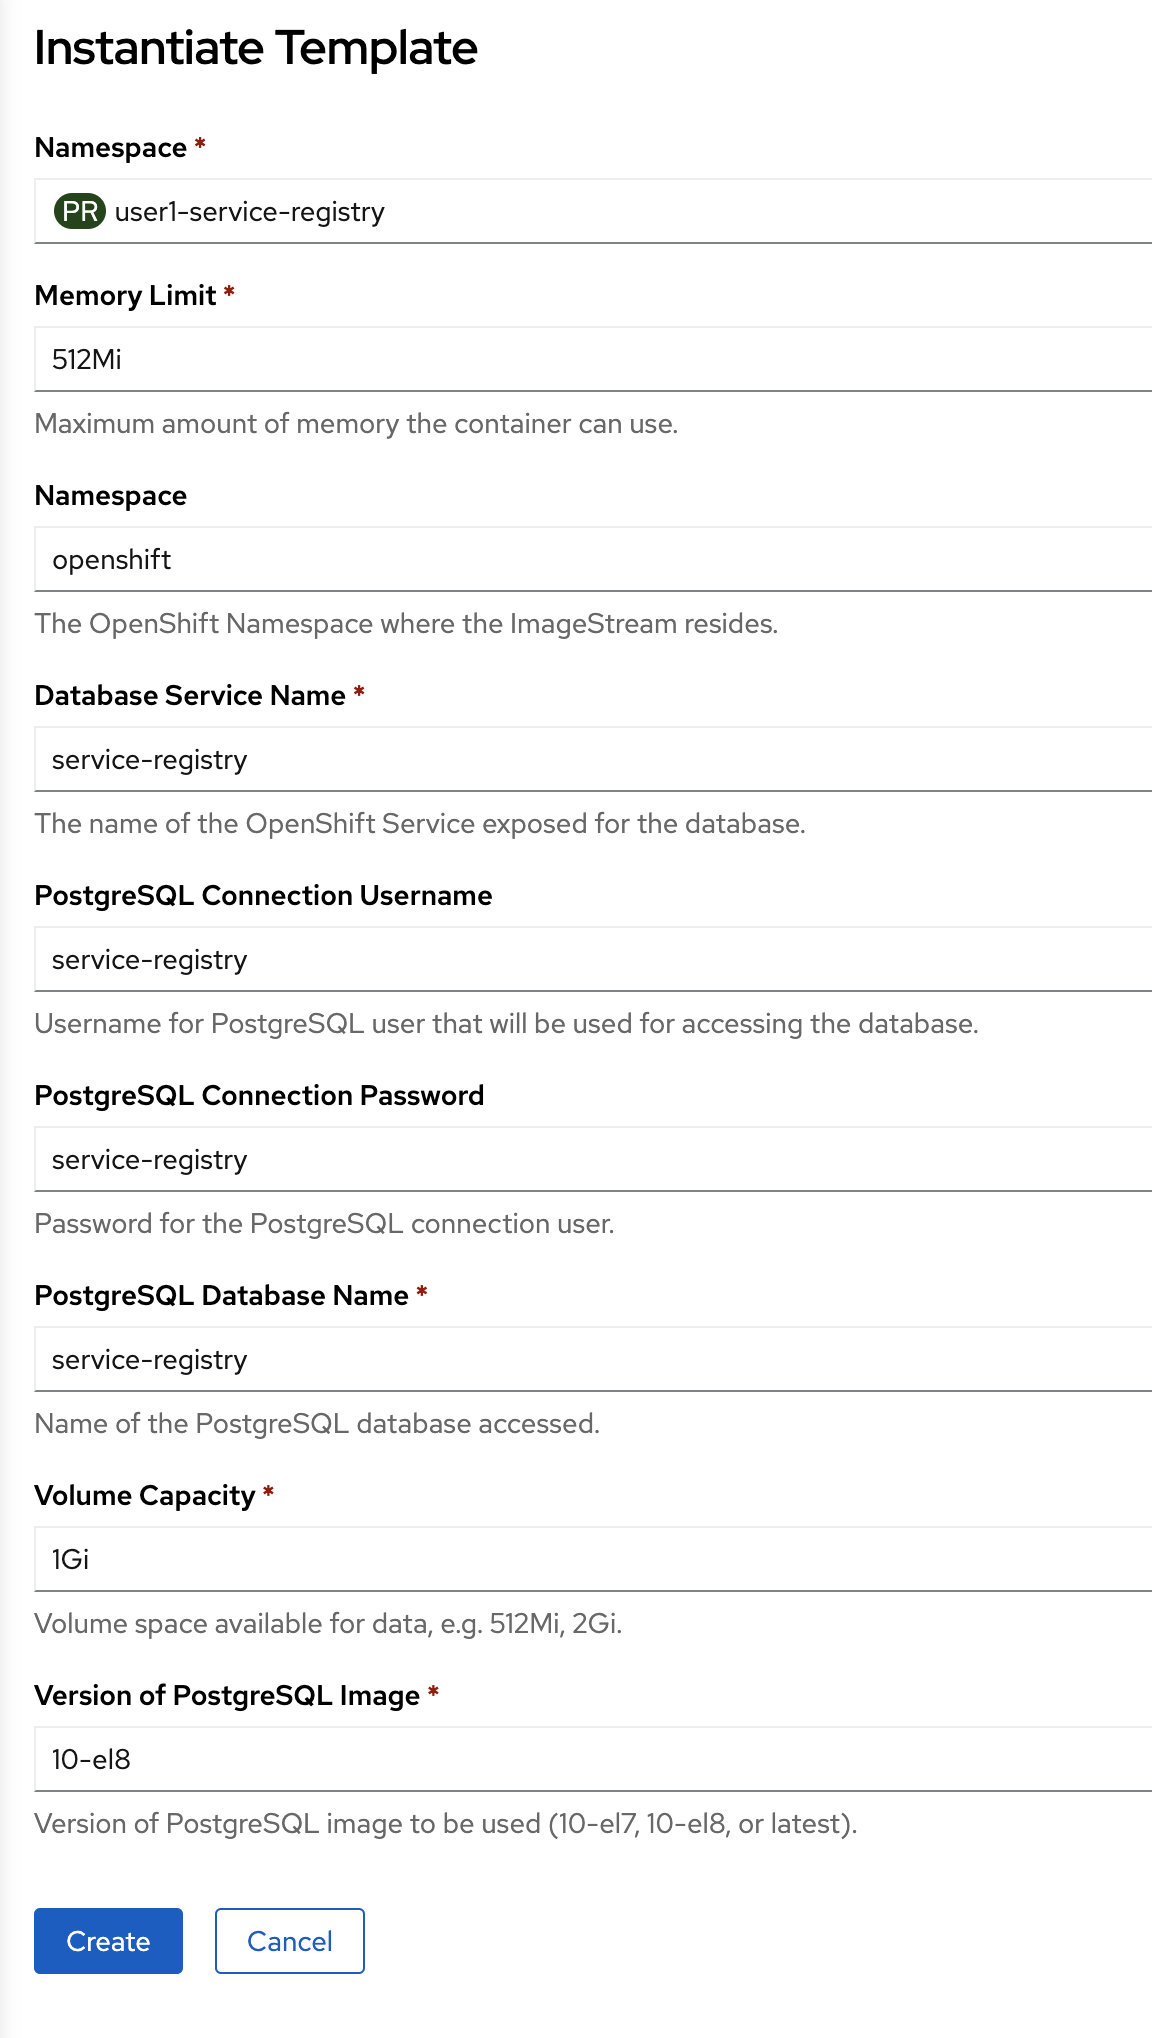 Instantiate Template
Namespace *
PR user1-service-registry
Memory Limit *
512Mi
Maximum amount of memory the container can use.
Namespace
openshift
The OpenShift Namespace where the ImageStream resides.
Database Service Name *
service-registry
The name of the OpenShift Service exposed for the database.
PostgreSQL Connection Username
service-registry
Username for PostgreSQL user that will be used for accessing the database.
PostgreSQL Connection Password
service-registry
Password for the PostgreSQL connection user.
PostgreSQL Database Name *
service-registry
Name of the PostgreSQL database accessed.
Volume Capacity *
1Gi
Volume space available for data, e.g. 512Mi, 2Gi.
Version of PostgreSQL Image *
10-el8
Version of PostgreSQL image to be used (10-el7, 10-el8, or latest).
Create Cancel